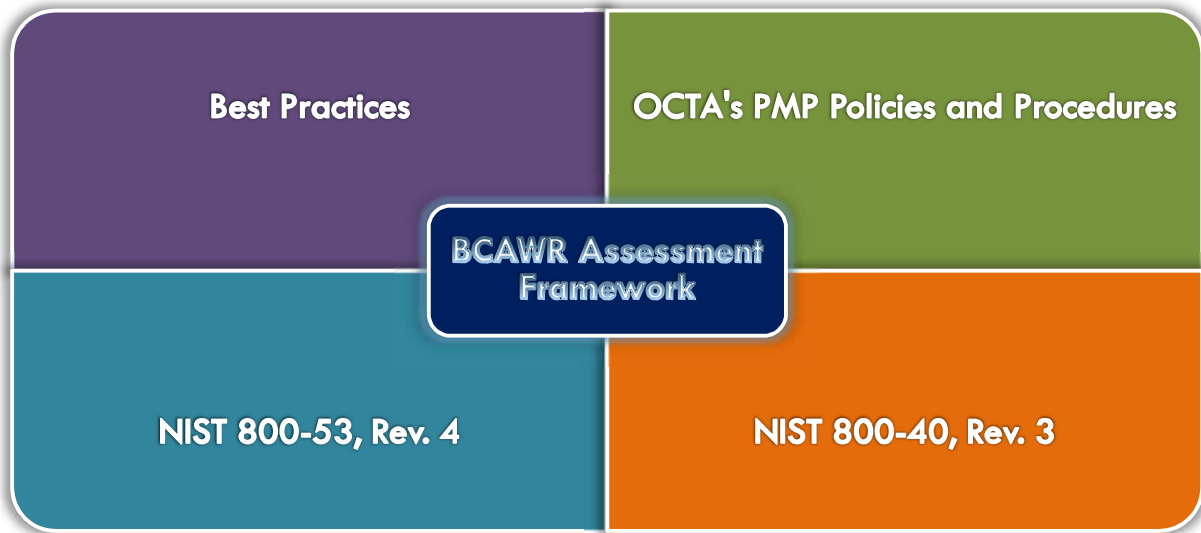 Best Practices
OCTA's PMP Policies and Procedures
BCAWR Assessment
Framework
NIST 800-53, Rev. 4
NIST 800-40, Rev. 3